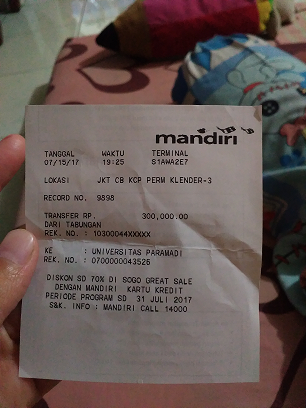 mandiri
TANGGAL WAKTU TERMINAL
07/15/17 19:25 S1AWA2E7
LOKASI JKT CB KCP PERM KLENDER-3
RECORD NO. 9898
TRANSFER RP. 300,000.00
DARI TABUNGAN
REK. NO. : 10300044XXXXX
KE : UNIVERSITAS PARAMADI
REK. NO. : 0700000043526
DISKON SD 70% DI SOGO GREAT SALE
DENGAN MANDIRI KARTU KREDIT
PERIODE PROGRAM SD 31 JULI 2017
S&K. INFO : MANDIRI CALL 14000